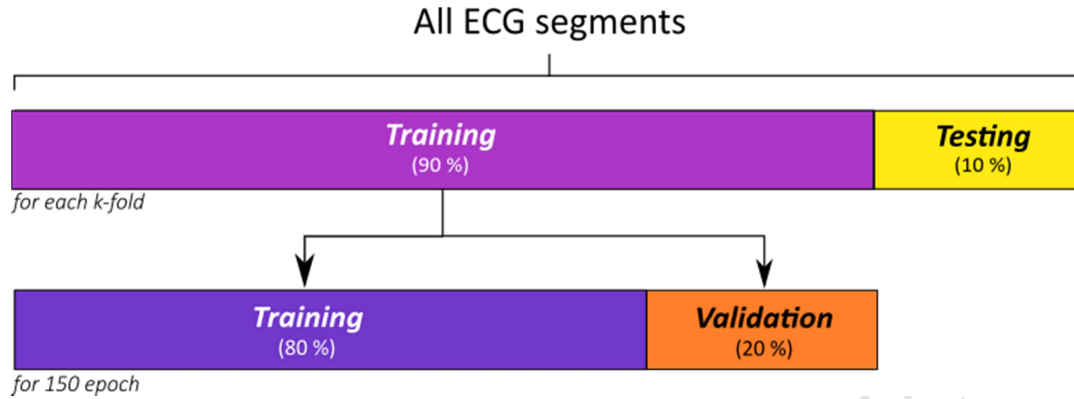 All ECG segments
Training
(90 %)
Testing
(10 %)
for each k-fold
Training
(80 %)
Validation
(20 %)
for 150 epoch